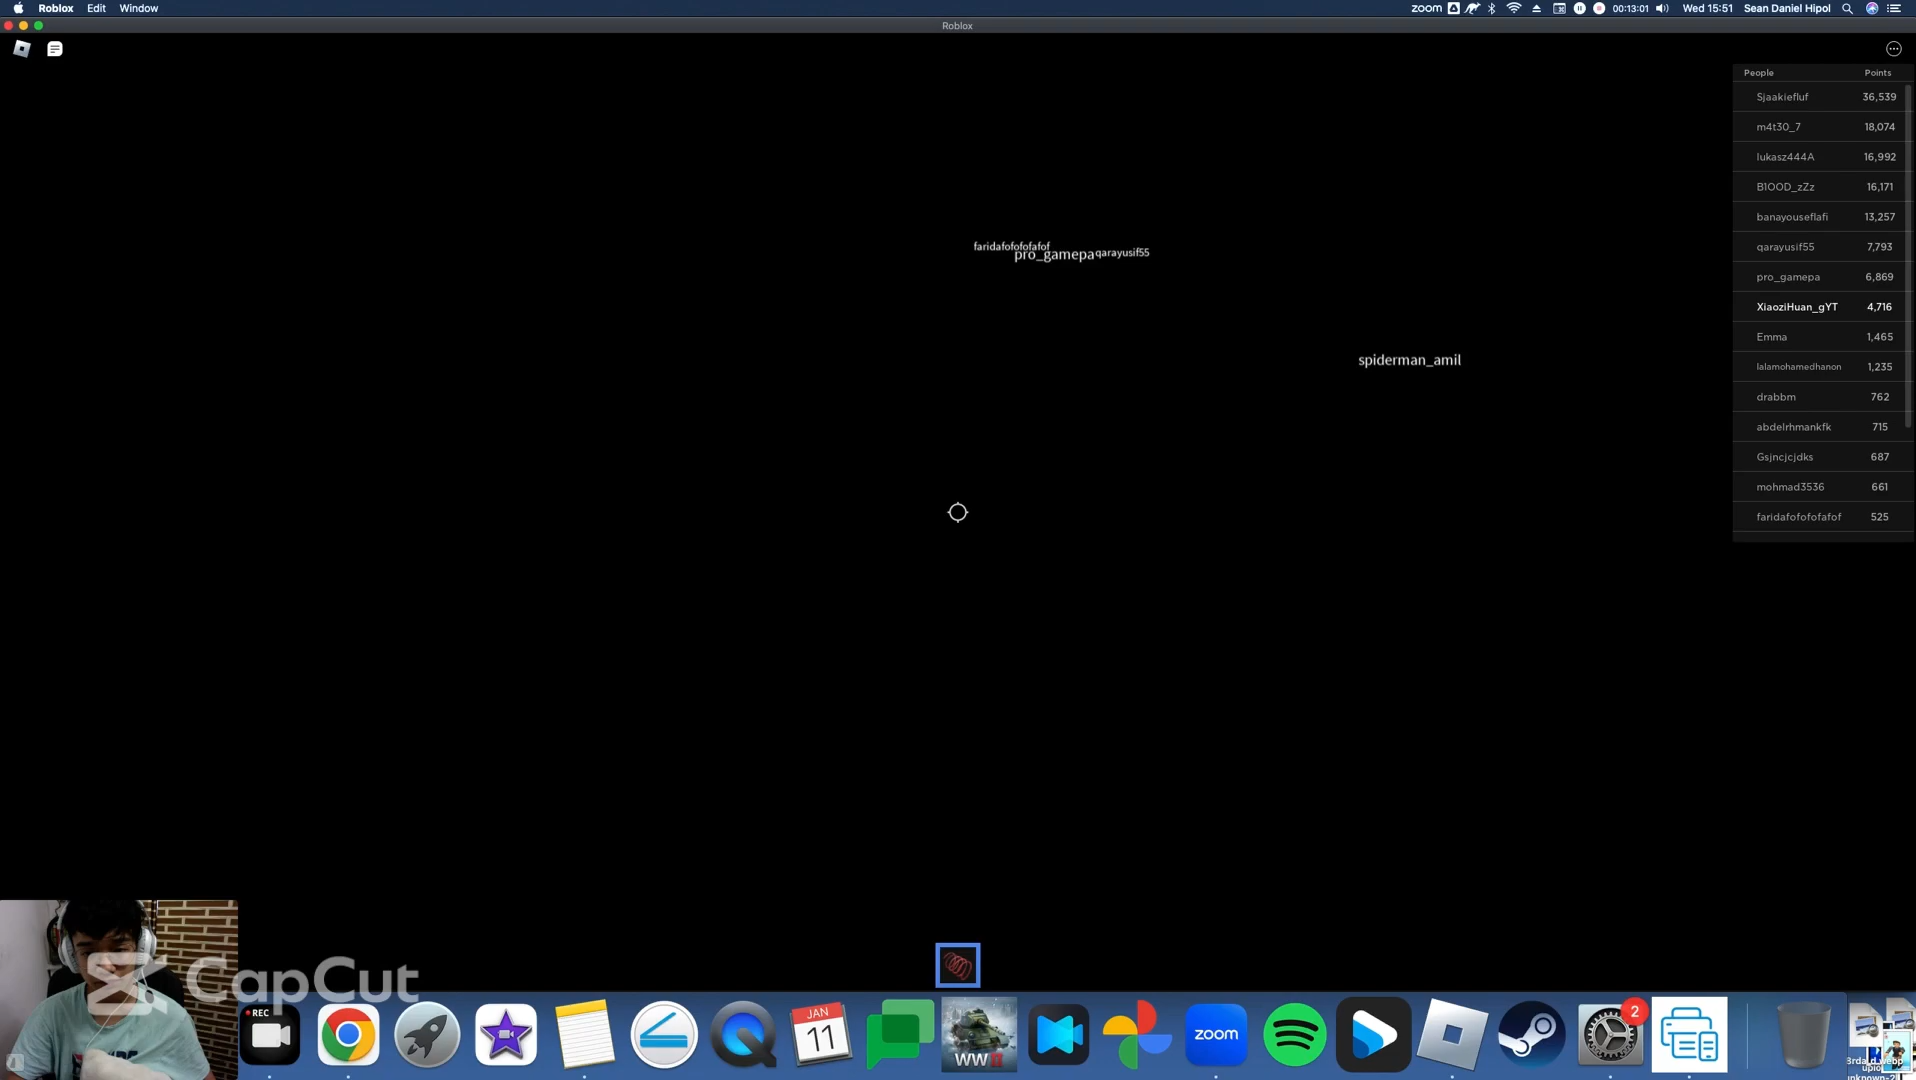 Roblox Edit Window
zoom 00:13:01 Wed 15:51 Sean Daniel Hipol
Roblox
People Points
Sjaakiefluf 36,539
m4t30_7 18,074
lukasz444A 16,992
B1OOD_zZz 16,171
banayouseflafi 13,257
qarayusif55 7,793
pro_gamepa 6,869
XiaoziHuan_gYT 4,716
Emma 1,465
lalamohamedhanon 1,235
drabbm 762
abdelrhmankfk 715
Gsjncjcjdks 687
mohmad3536 661
faridafofofofafof 525
faridafofofofafof
pro_gamepa
qarayusif55
spiderman_amil
CapCut
REC
JAN
11
WWII
zoom
2